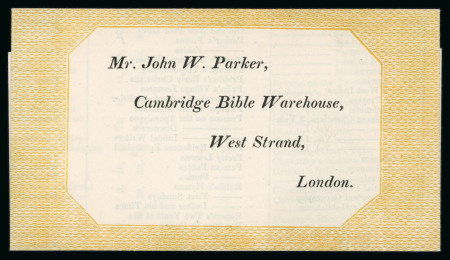 Mr. John W. Parker,
Cambridge Bible Warehouse,
West Strand,
London.